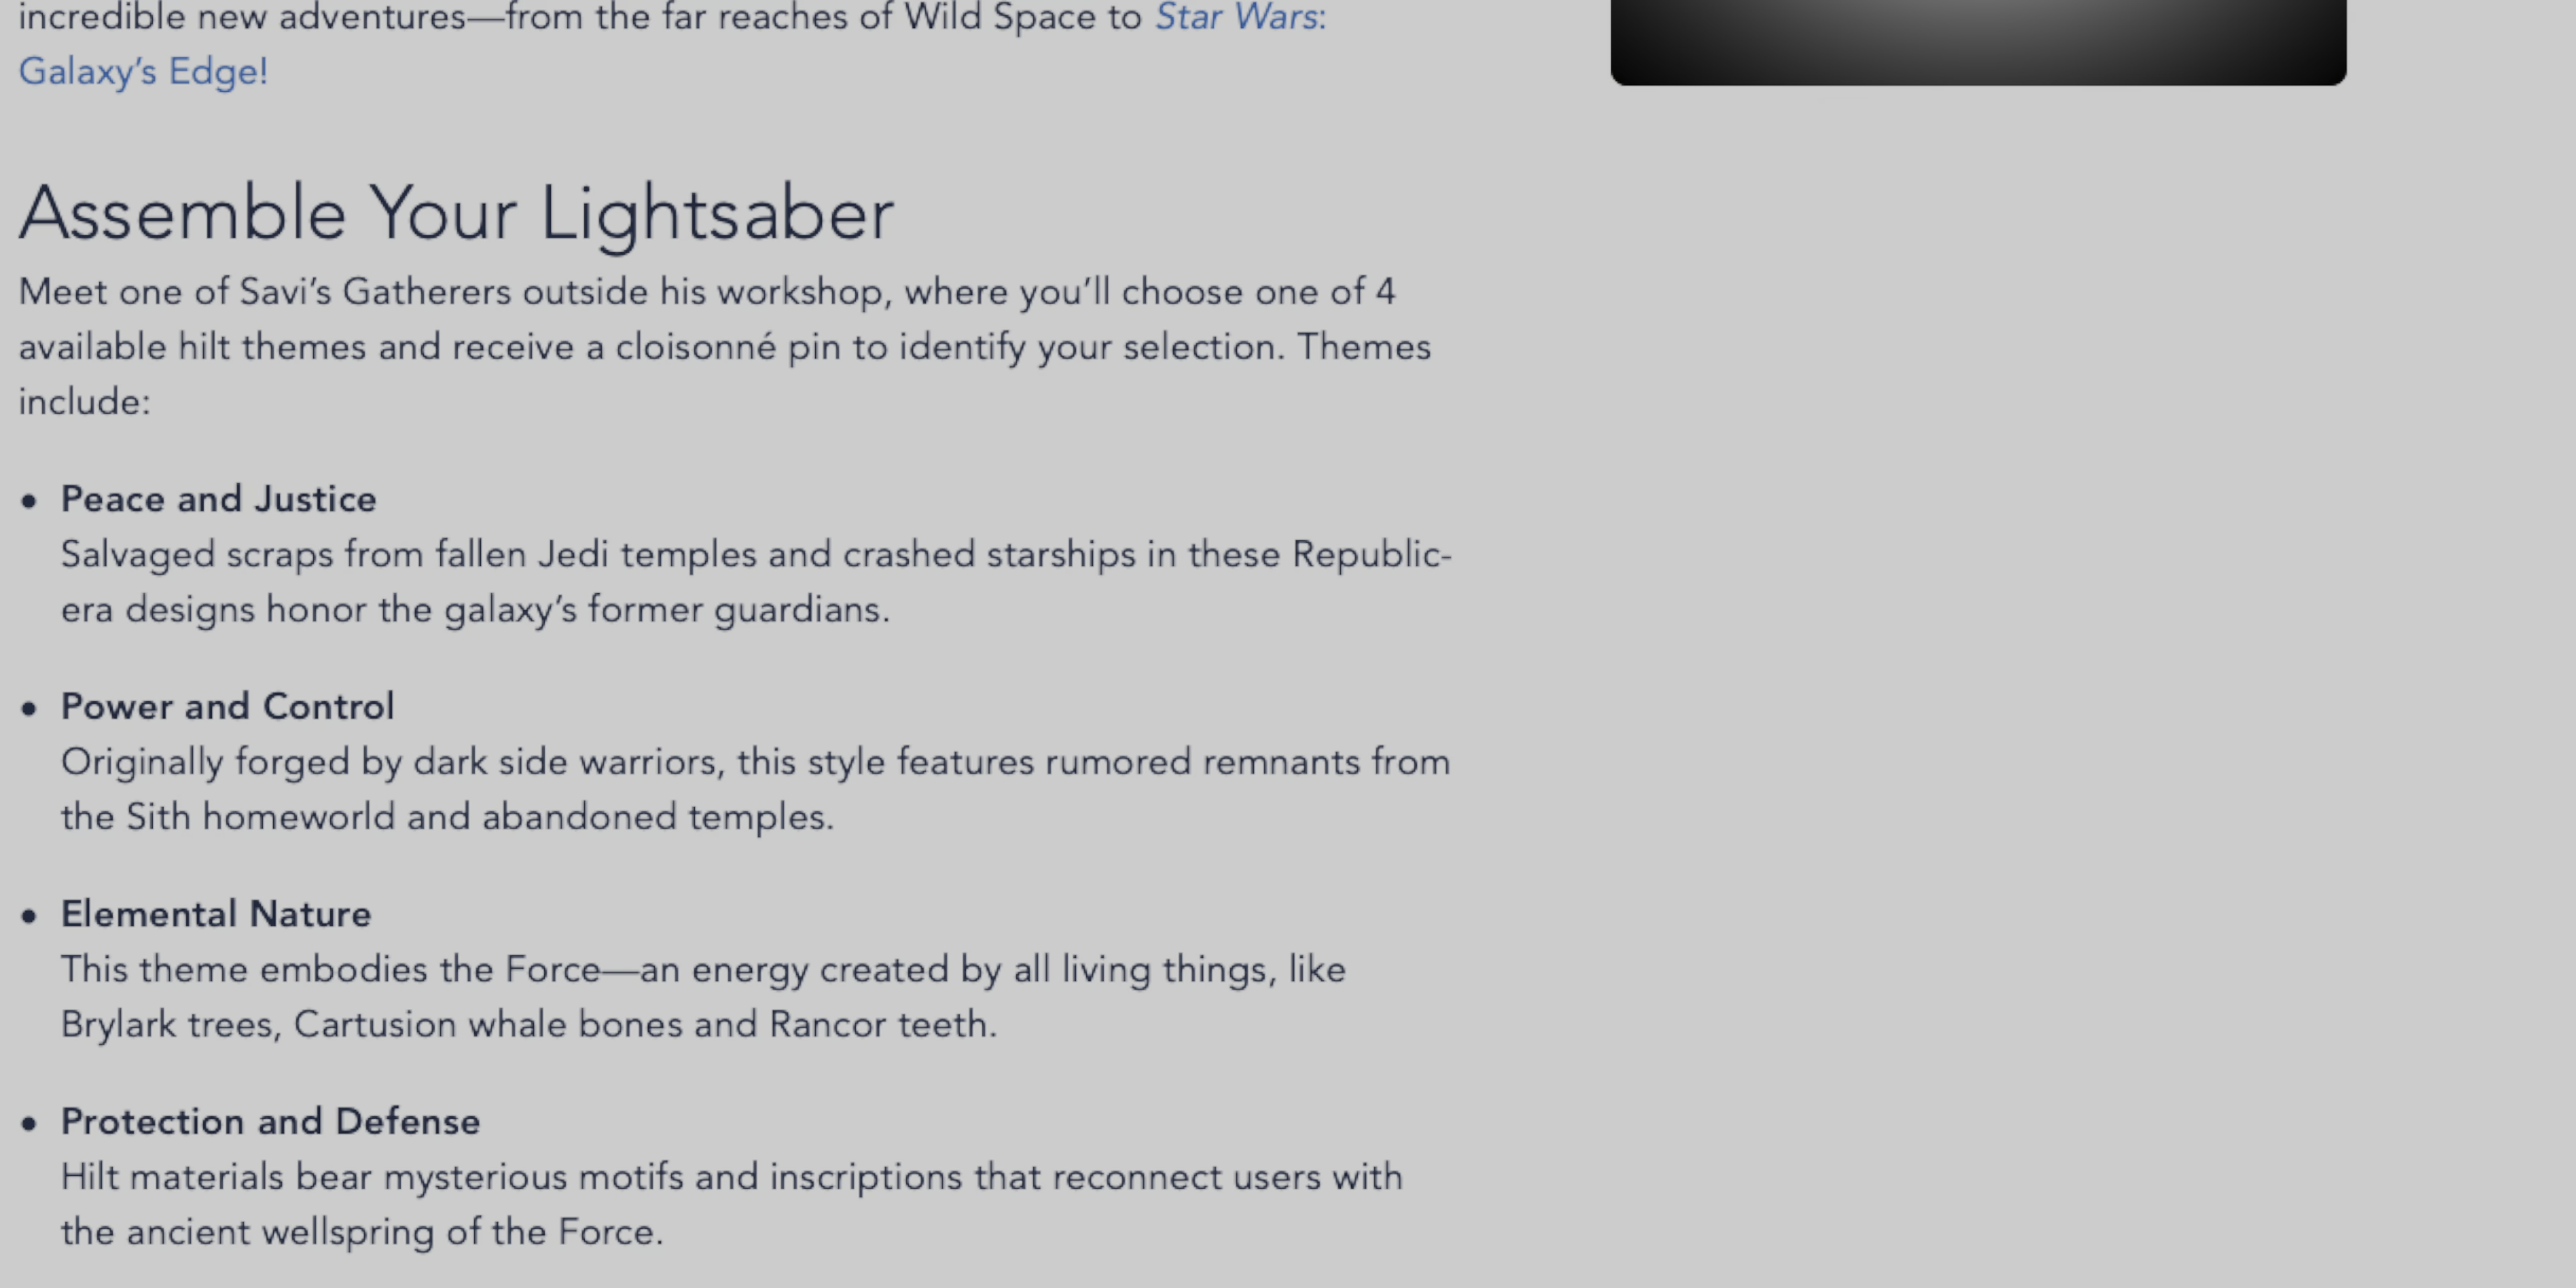 incredible new adventures—from the far reaches of Wild Space to Star Wars:
Galaxy’s Edge!
Assemble Your Lightsaber
Meet one of Savi’s Gatherers outside his workshop, where you’ll choose one of 4
available hilt themes and receive a cloisonné pin to identify your selection. Themes
include:
• Peace and Justice
Salvaged scraps from fallen Jedi temples and crashed starships in these Republic-
era designs honor the galaxy’s former guardians.
• Power and Control
Originally forged by dark side warriors, this style features rumored remnants from
the Sith homeworld and abandoned temples.
• Elemental Nature
This theme embodies the Force—an energy created by all living things, like
Brylark trees, Cartusion whale bones and Rancor teeth.
• Protection and Defense
Hilt materials bear mysterious motifs and inscriptions that reconnect users with
the ancient wellspring of the Force.